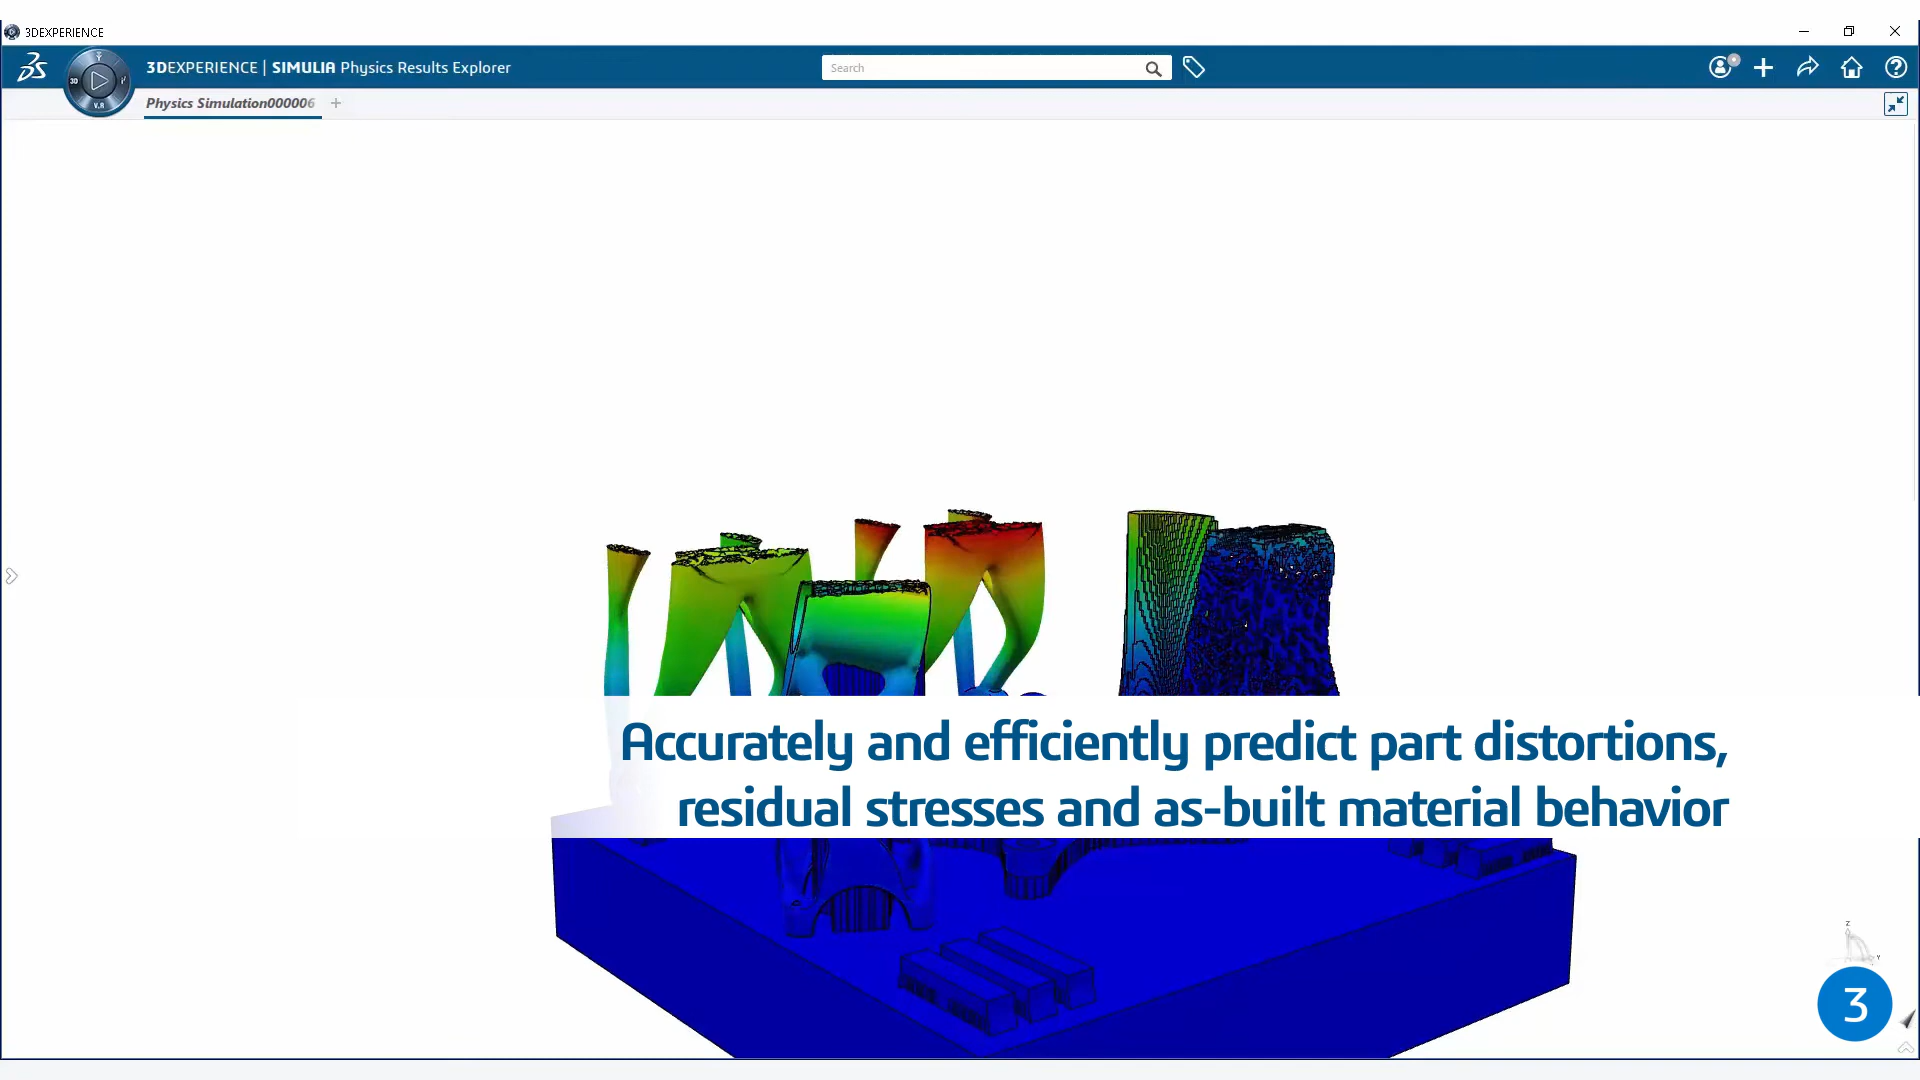 3DEXPERIENCE
3DEXPERIENCE | SIMULIA Physics Results Explorer
Search
3D
V.R
Physics Simulation000006
Accurately and efficiently predict part distortions,
residual stresses and as-built material behavior
Z
Y
3